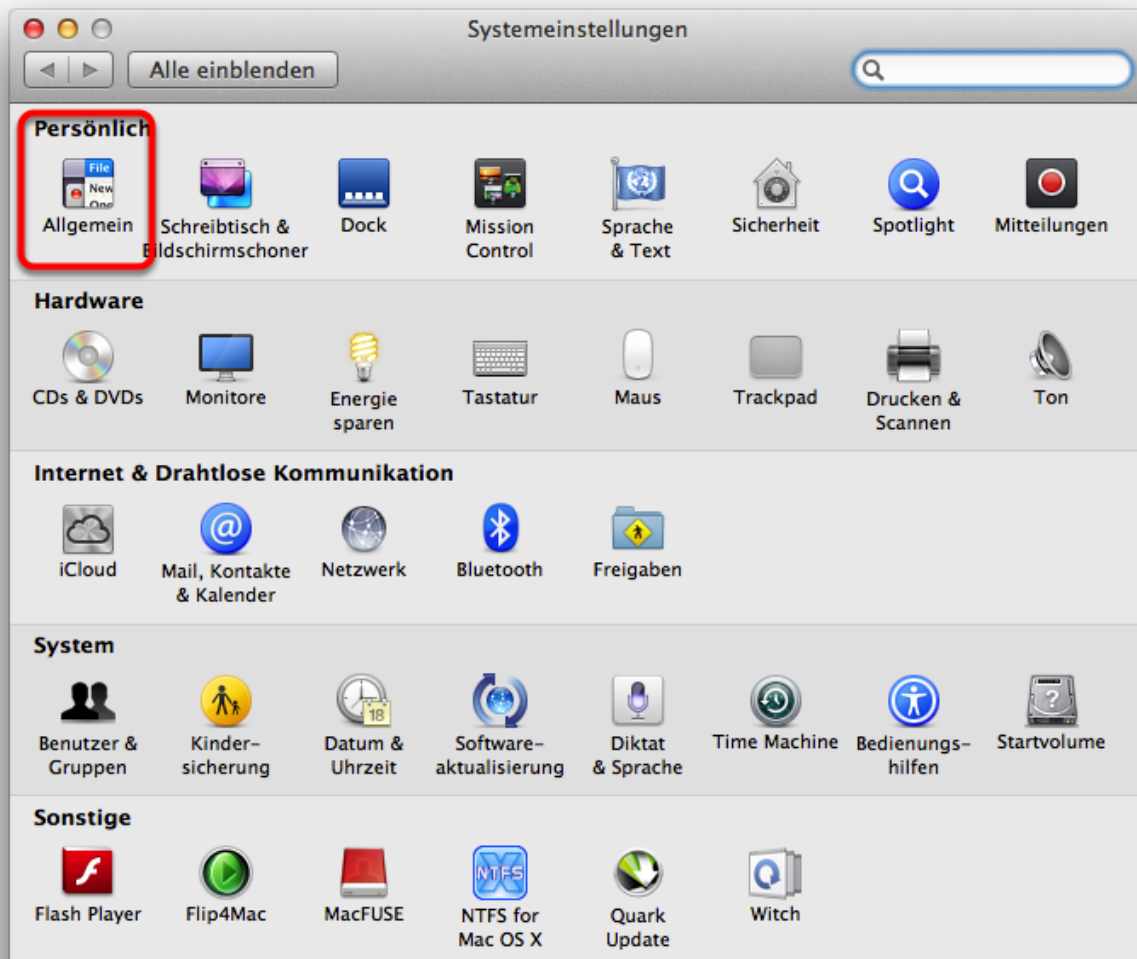 Systemeinstellungen
Alle einblenden
Persönlich
File
New
One
Allgemein
Schreibtisch &
Bildschirmschoner
Dock
Mission
Control
Sprache
& Text
Sicherheit
Spotlight
Mitteilungen
Hardware
CDs & DVDs
Monitore
Energie
sparen
Tastatur
Maus
Trackpad
Drucken &
Scannen
Ton
Internet & Drahtlose Kommunikation
@
iCloud
Mail, Kontakte
& Kalender
Netzwerk
Bluetooth
Freigaben
System
18
?
Benutzer &
Gruppen
Kinder-
sicherung
Datum &
Uhrzeit
Software-
aktualisierung
Diktat
& Sprache
Time Machine
Bedienungs-
hilfen
Startvolume
Sonstige
NTFS
Flash Player
Flip4Mac
MacFUSE
NTFS for
Mac OS X
Quark
Update
Witch